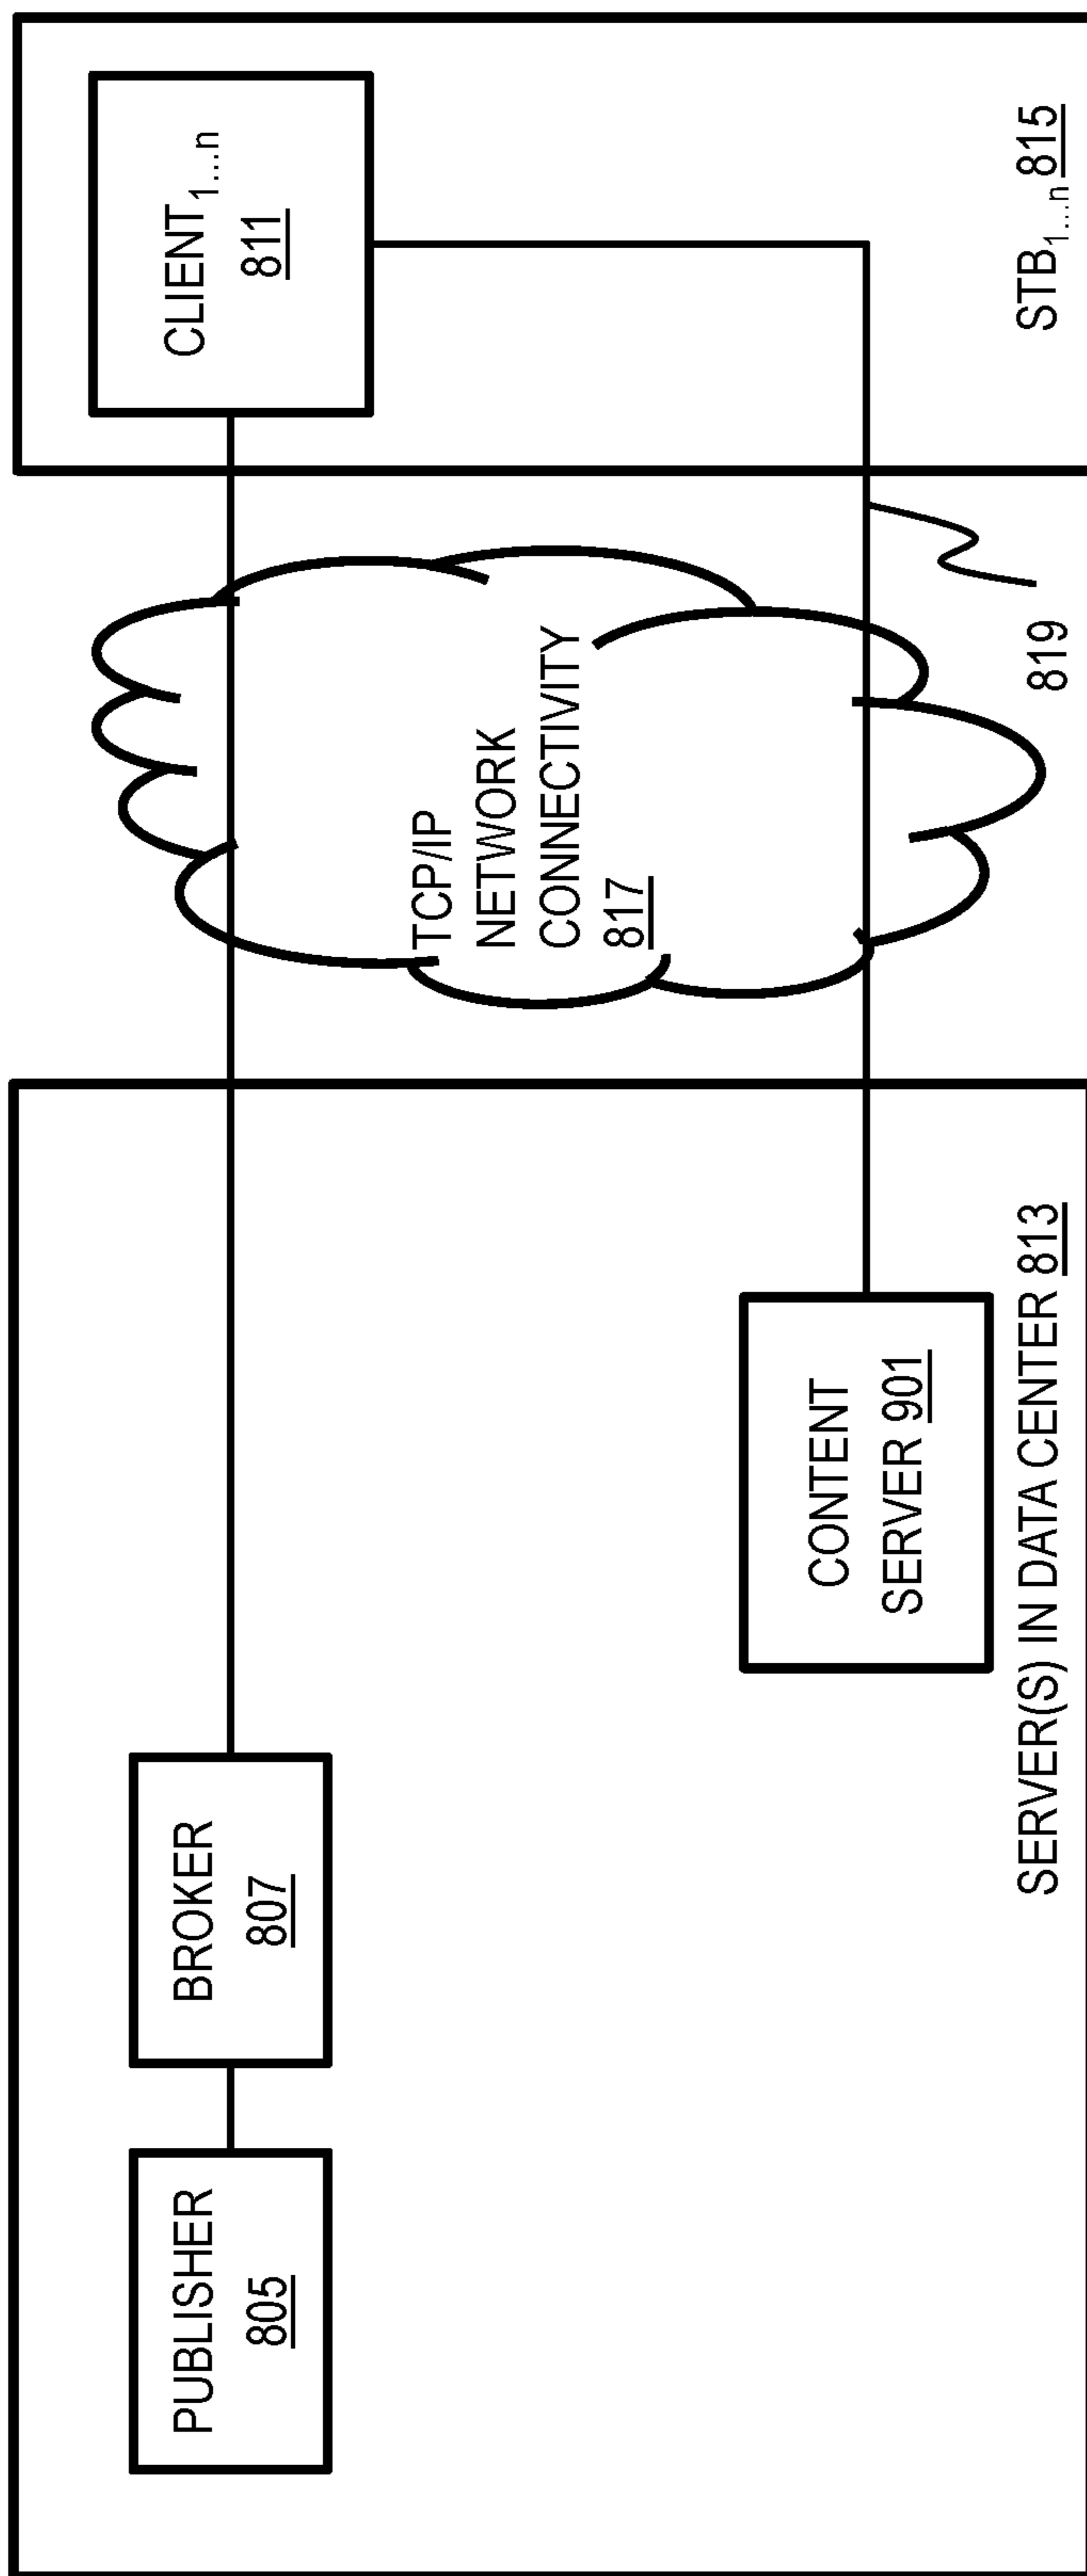 PUBLISHER
805
BROKER
807
CONTENT
SERVER 901
SERVER(S) IN DATA CENTER 813
TCP/IP
NETWORK
CONNECTIVITY
817
819
CLIENT1...n
811
STB1...n 815